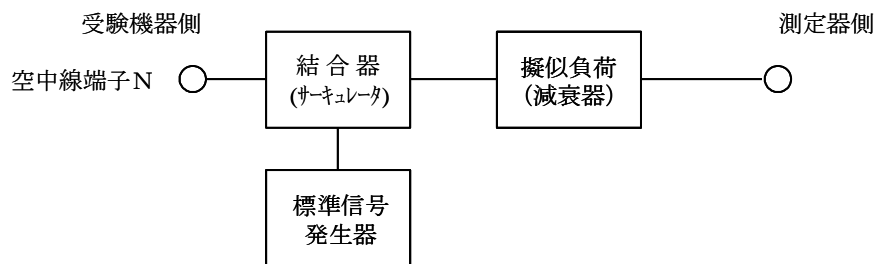 受験機器側
測定器側
空中線端子N
結合器
(ｻｰｷｭﾚｰﾀ)
擬似負荷
(減衰器)
標準信号
発生器